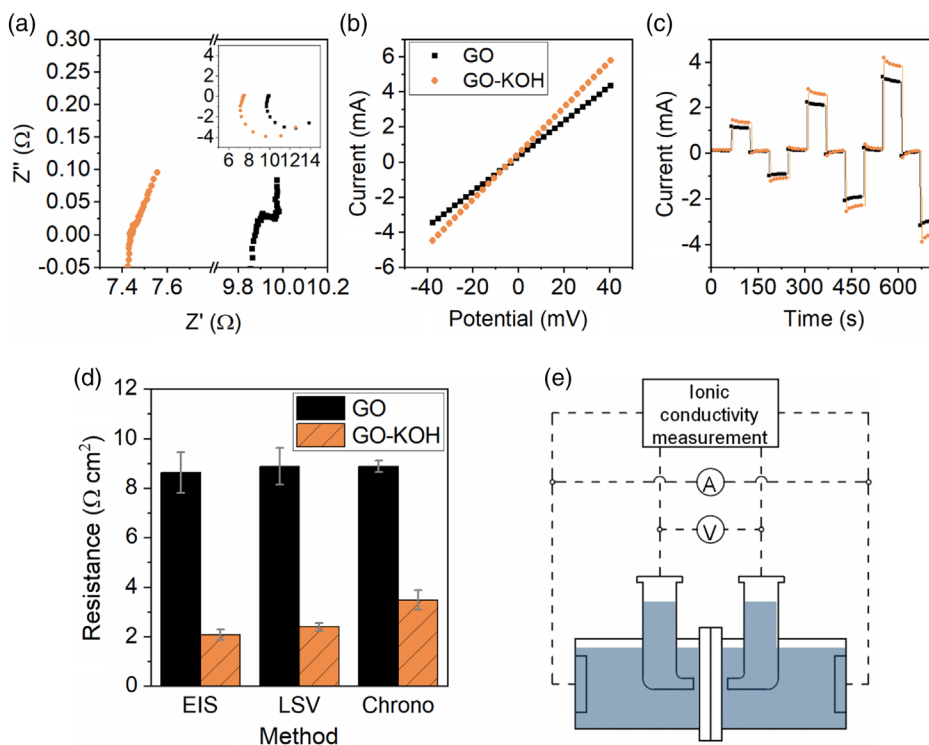 (a)
0.30
0.25
0.20
0.15
0.10
0.05
0.00
-0.05
Z'' (Ω)
4
2
0
-2
-4
6 8 10 12 14
7.4 7.6 9.8 10.0 10.2
Z' (Ω)
(b)
GO
GO-KOH
6
4
2
0
-2
-4
-6
Current (mA)
-40 -20 0 20 40
Potential (mV)
(c)
4
2
0
-2
-4
Current (mA)
0 150 300 450 600
Time (s)
(d)
12
10
8
6
4
2
0
Resistance (Ω cm²)
GO
GO-KOH
EIS LSV Chrono
Method
(e)
Ionic
conductivity
measurement
A
V